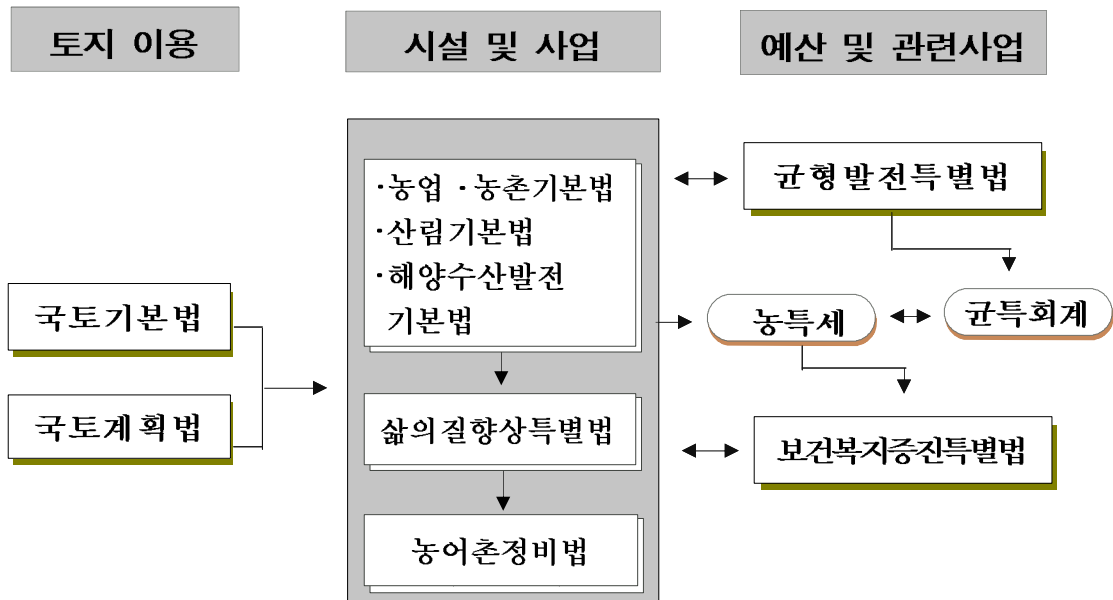 토지 이용
시설 및 사업
예산 및 관련사업
국토기본법
국토계획법
·농업 ·농촌기본법
·산림기본법
·해양수산발전
기본법
삶의질향상특별법
농어촌정비법
균형발전특별법
농특세
균특회계
보건복지증진특별법